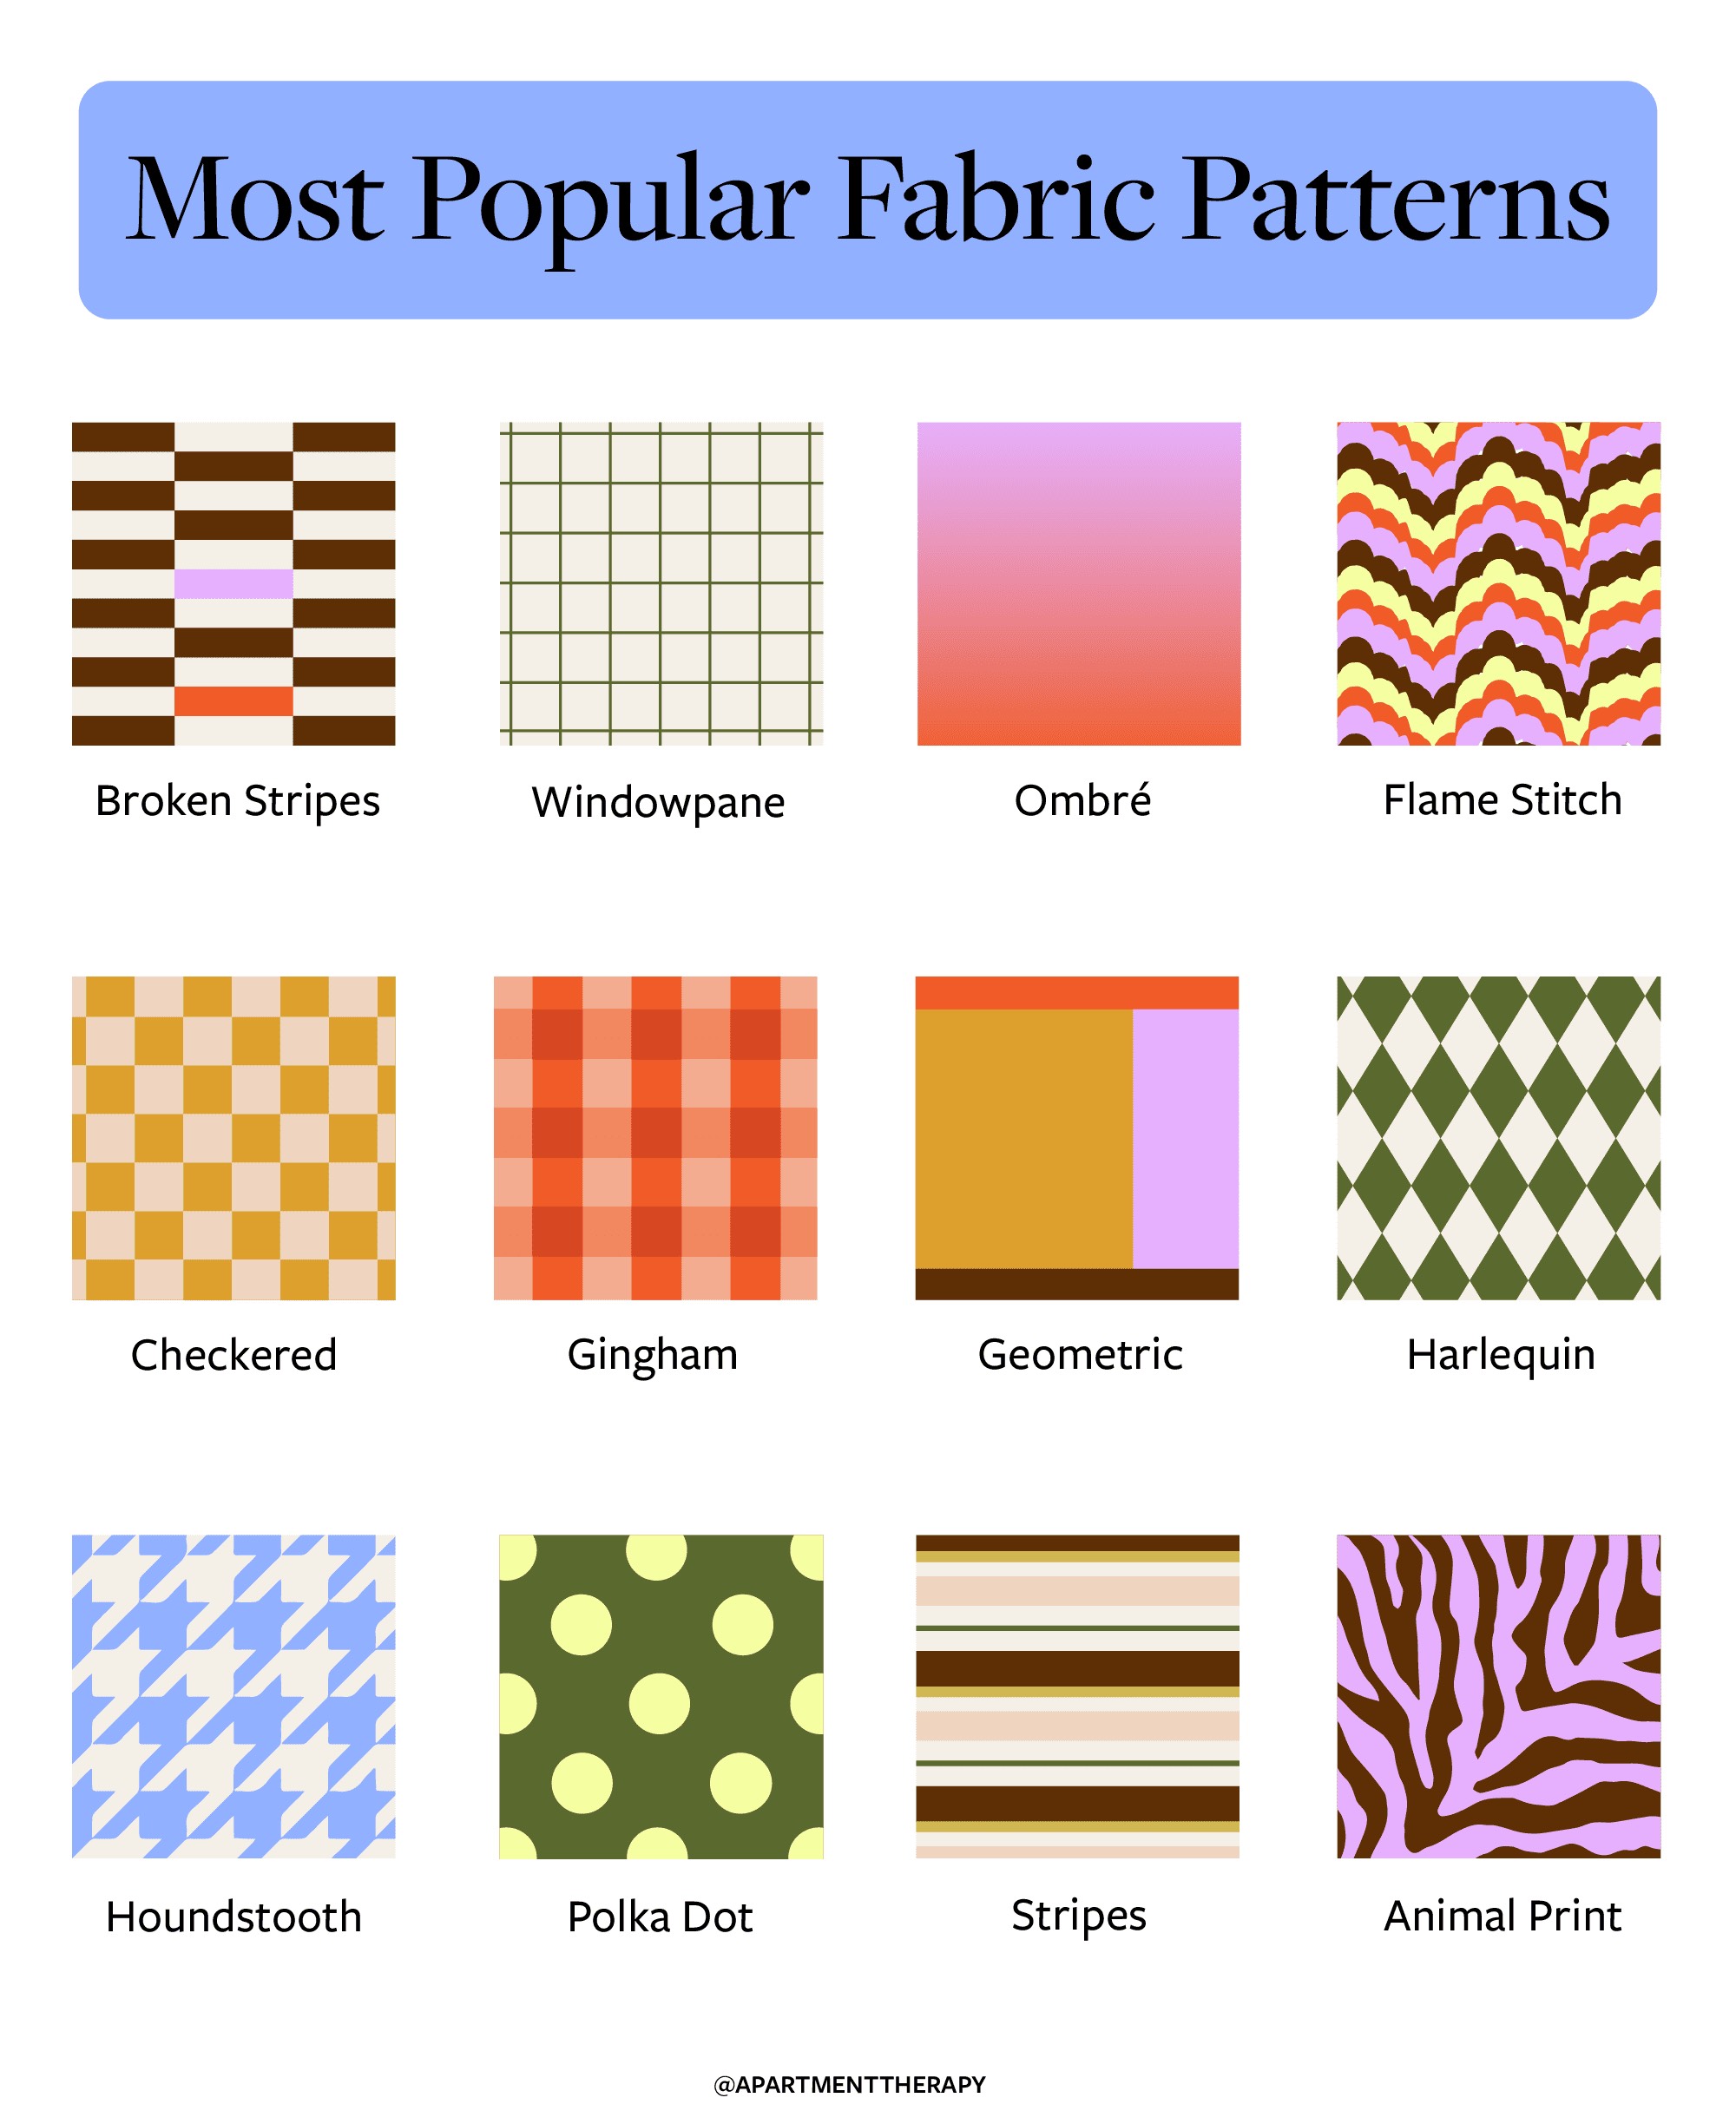 Most Popular Fabric Patterns
Broken Stripes
Windowpane
Ombré
Flame Stitch
Checkered
Gingham
Geometric
Harlequin
Houndstooth
Polka Dot
Stripes
Animal Print
@APARTMENTTHERAPY